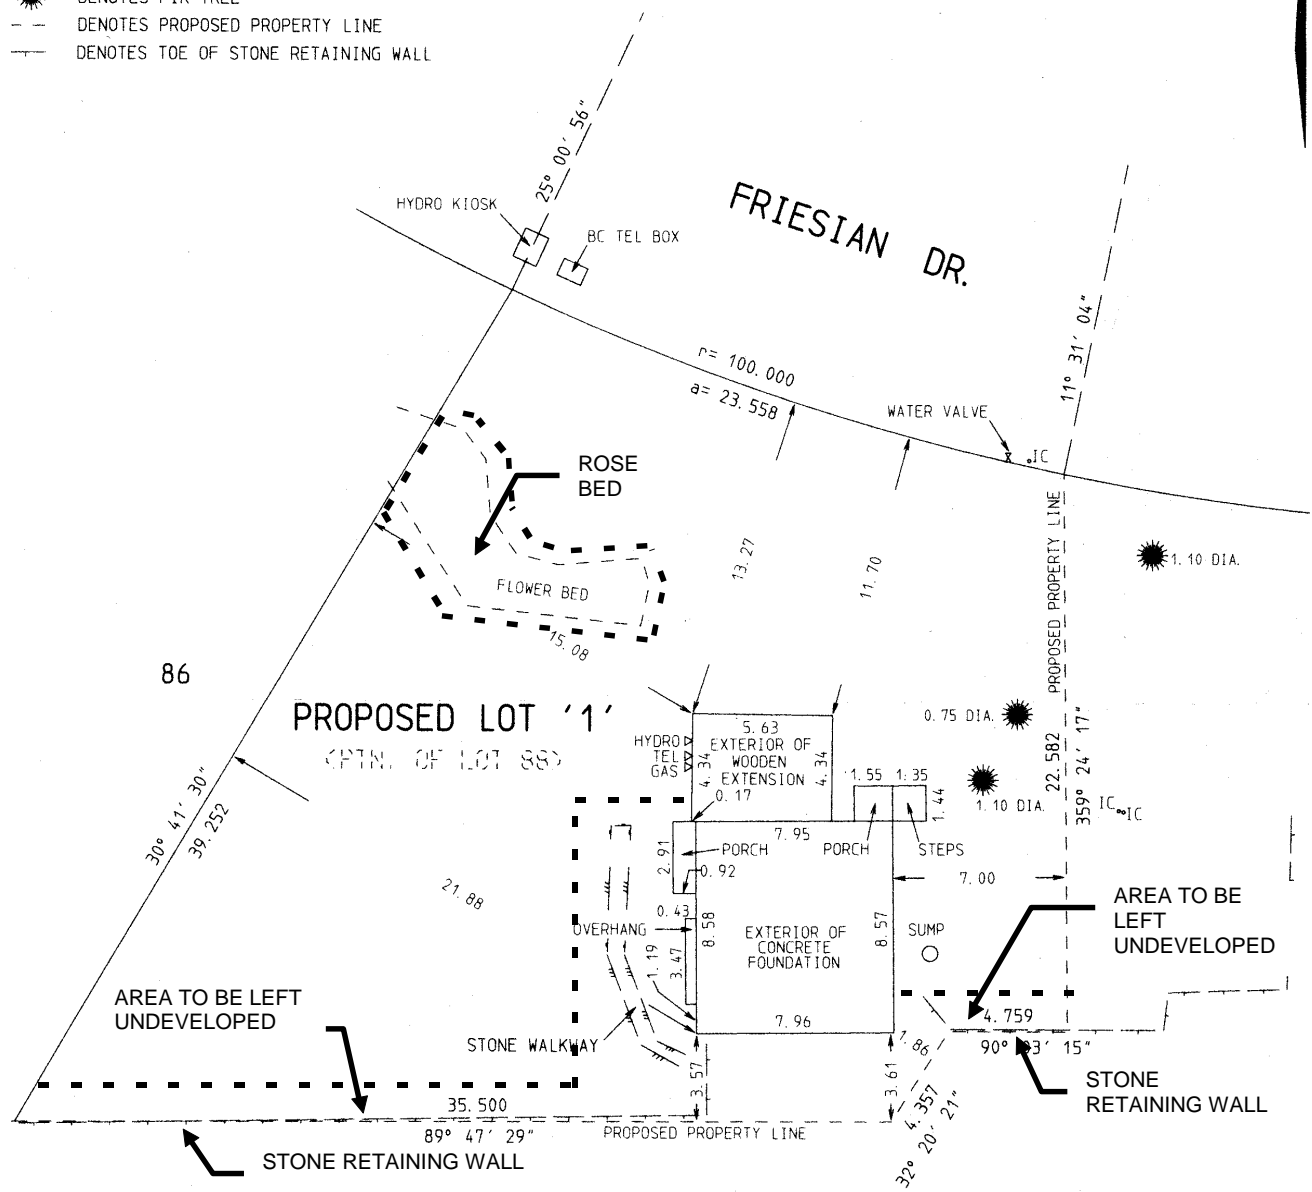 DENOTES FIR TREE
DENOTES PROPOSED PROPERTY LINE
DENOTES TOE OF STONE RETAINING WALL
25° 00' 56"
HYDRO KIOSK
BC TEL BOX
FRIESIAN DR.
11° 31' 04"
r= 100.000
a= 23.558
WATER VALVE
IC
ROSE
BED
PROPOSED PROPERTY LINE
13.27
11.70
1.10 DIA.
FLOWER BED
15.08
86
PROPOSED LOT '1'
(PTN. OF LOT 88)
0.75 DIA.
HYDRO
TEL
GAS
5.63
EXTERIOR OF
WOODEN
EXTENSION
4.34
4.34
0.17
1.55
1.35
1.44
1.10 DIA.
22.582
359° 24' 17"
IC
IC
30° 41' 30"
39.252
7.95
2.91
PORCH
PORCH
STEPS
0.92
7.00
21.88
0.43
OVERHANG
8.58
EXTERIOR OF
CONCRETE
FOUNDATION
8.57
SUMP
AREA TO BE
LEFT
UNDEVELOPED
1.19
3.47
AREA TO BE LEFT
UNDEVELOPED
7.96
4.759
STONE WALKWAY
1.86
90° 03' 15"
3.57
3.61
STONE
RETAINING WALL
35.500
4.357
32° 20' 21"
89° 47' 29"
PROPOSED PROPERTY LINE
STONE RETAINING WALL